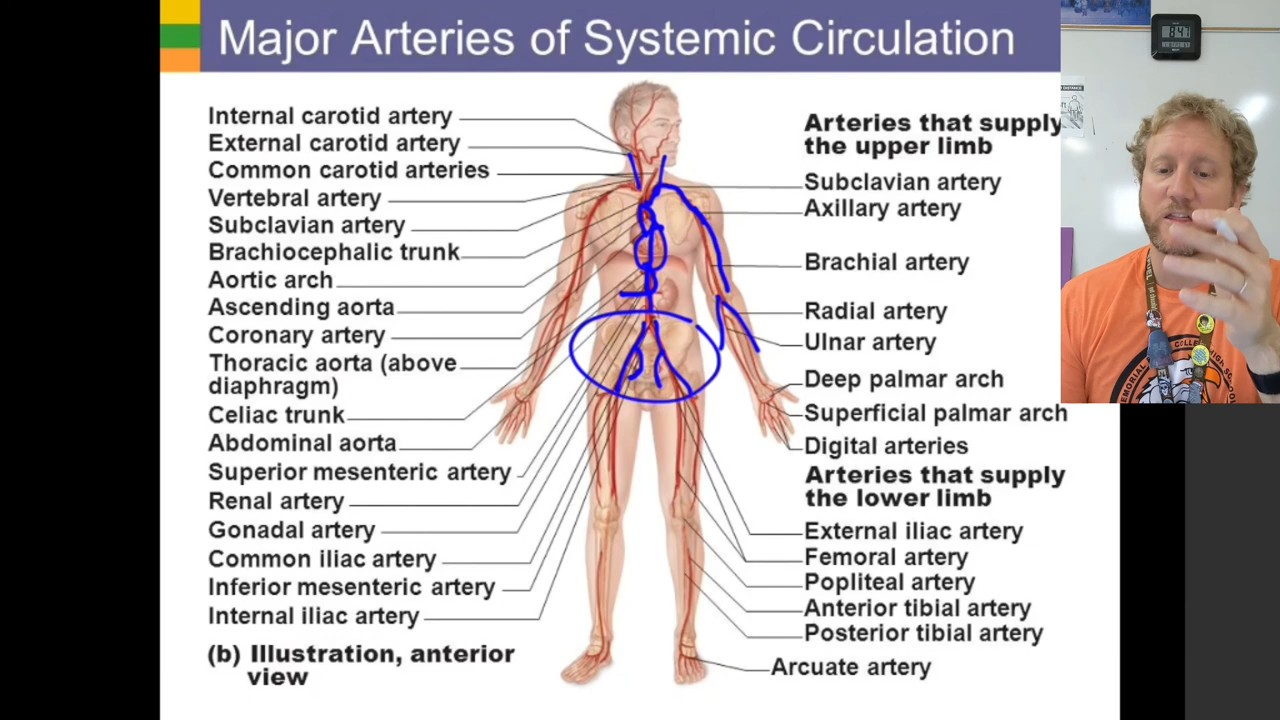 Major Arteries of Systemic Circulation
Internal carotid artery
External carotid artery
Common carotid arteries
Vertebral artery
Subclavian artery
Brachiocephalic trunk
Aortic arch
Ascending aorta
Coronary artery
Thoracic aorta (above
diaphragm)
Celiac trunk
Abdominal aorta
Superior mesenteric artery
Renal artery
Gonadal artery
Common iliac artery
Inferior mesenteric artery
Internal iliac artery
(b) Illustration, anterior
view
Arteries that supply
the upper limb
Subclavian artery
Axillary artery
Brachial artery
Radial artery
Ulnar artery
Deep palmar arch
Superficial palmar arch
Digital arteries
Arteries that supply
the lower limb
External iliac artery
Femoral artery
Popliteal artery
Anterior tibial artery
Posterior tibial artery
Arcuate artery
8:47